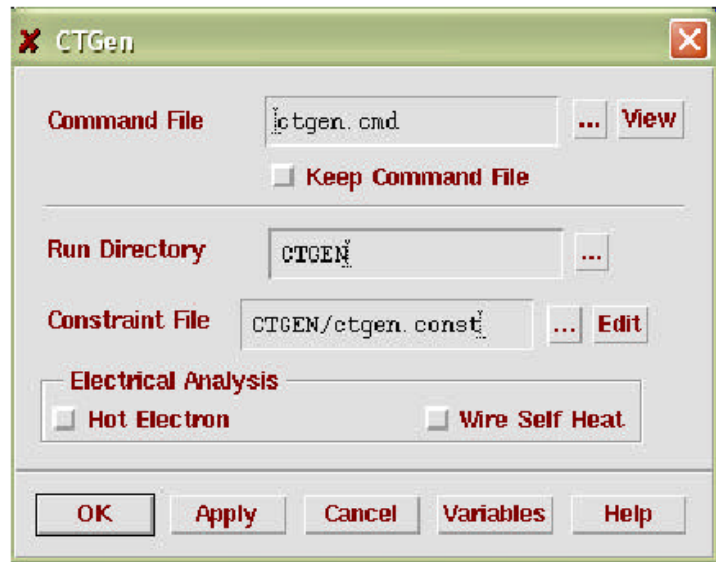 CTGen
Command File ctgen.cmd ... View
Keep Command File
Run Directory CTGEN ...
Constraint File CTGEN/ctgen.const ... Edit
Electrical Analysis
Hot Electron Wire Self Heat
OK Apply Cancel Variables Help